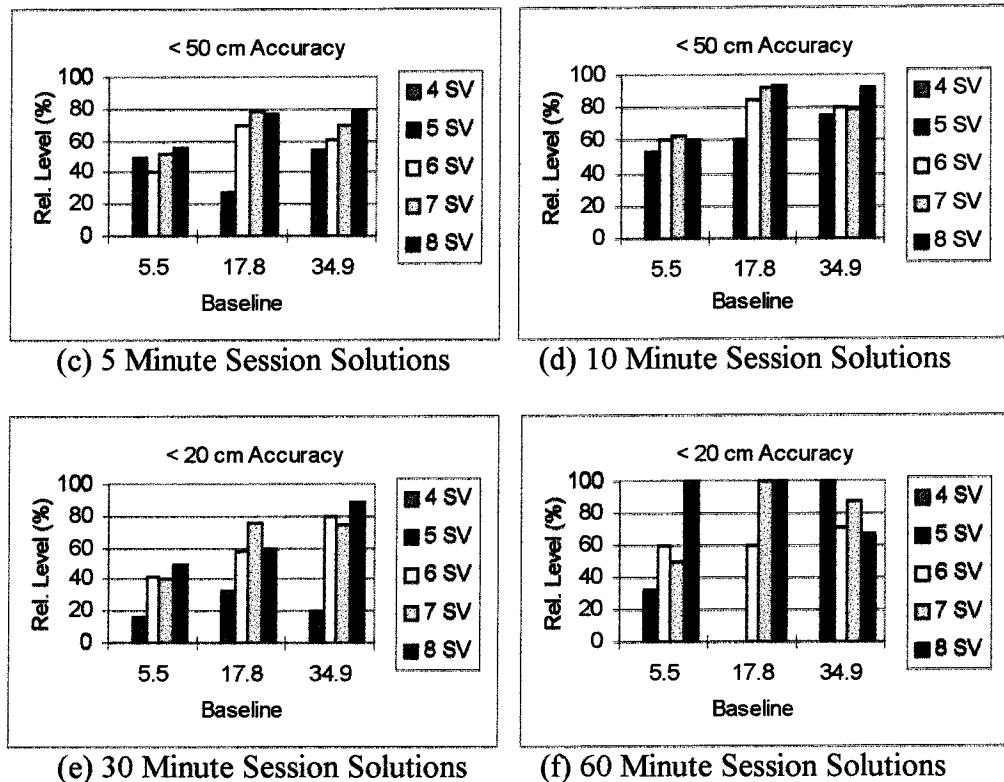 < 50 cm Accuracy
Rel. Level (%)
100
80
60
40
20
0
5.5 17.8 34.9
Baseline
4 SV
5 SV
6 SV
7 SV
8 SV
(c) 5 Minute Session Solutions
< 50 cm Accuracy
Rel. Level (%)
100
80
60
40
20
0
5.5 17.8 34.9
Baseline
4 SV
5 SV
6 SV
7 SV
8 SV
(d) 10 Minute Session Solutions
< 20 cm Accuracy
Rel. Level (%)
100
80
60
40
20
0
5.5 17.8 34.9
Baseline
4 SV
5 SV
6 SV
7 SV
8 SV
(e) 30 Minute Session Solutions
< 20 cm Accuracy
Rel. Level (%)
100
80
60
40
20
0
5.5 17.8 34.9
Baseline
4 SV
5 SV
6 SV
7 SV
8 SV
(f) 60 Minute Session Solutions